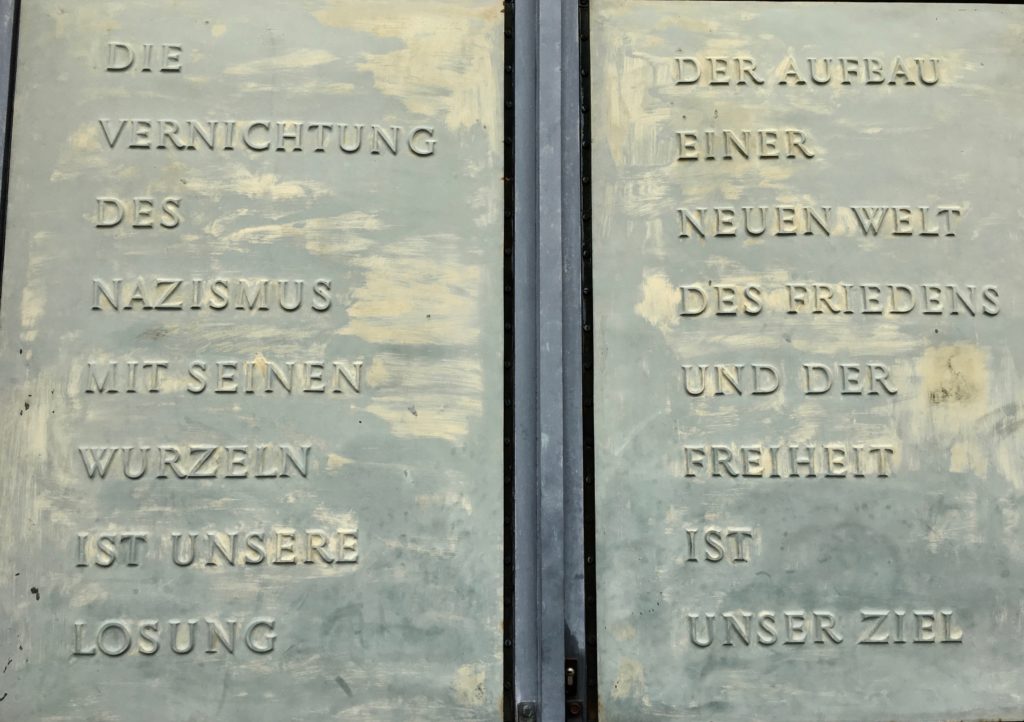 DIE
VERNICHTUNG
DES
NAZISMUS
MIT SEINEN
WURZELN
IST UNSERE
LOSUNG
DER AUFBAU
EINER
NEUEN WELT
DES FRIEDENS
UND DER
FREIHEIT
IST
UNSER ZIEL